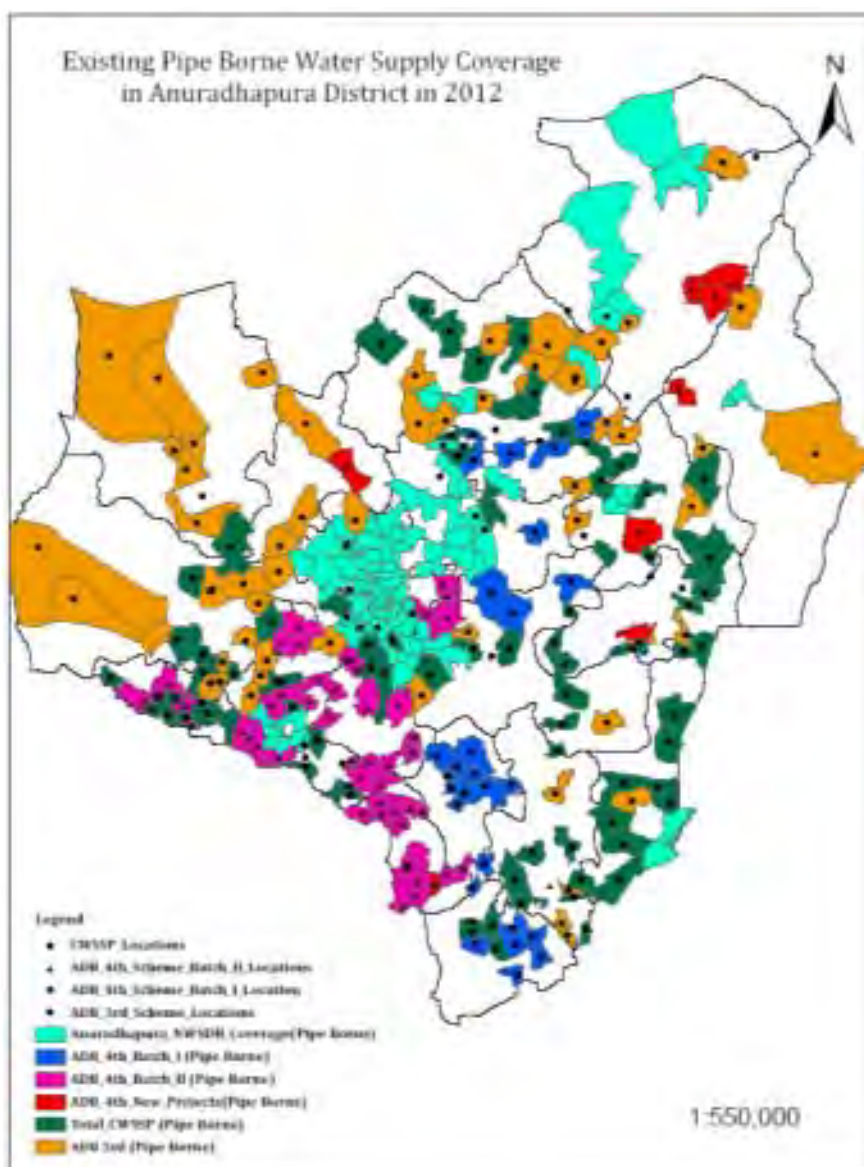 Existing Pipe Borne Water Supply Coverage
in Anuradhapura District in 2012
N
Legend
CWSSP_Locations
ADB_4th_Scheme_Batch_II_Locations
ADB_4th_Scheme_Batch_I_Location
ADB_3rd_Scheme_Locations
Anuradhapura_NWSDB_Coverage(Pipe Borne)
ADB_4th_Batch_I (Pipe Borne)
ADB_4th_Batch_II (Pipe Borne)
ADB_4th_New_Projects(Pipe Borne)
Total_CWSSP (Pipe Borne)
ADB 3rd (Pipe Borne)
1:550,000